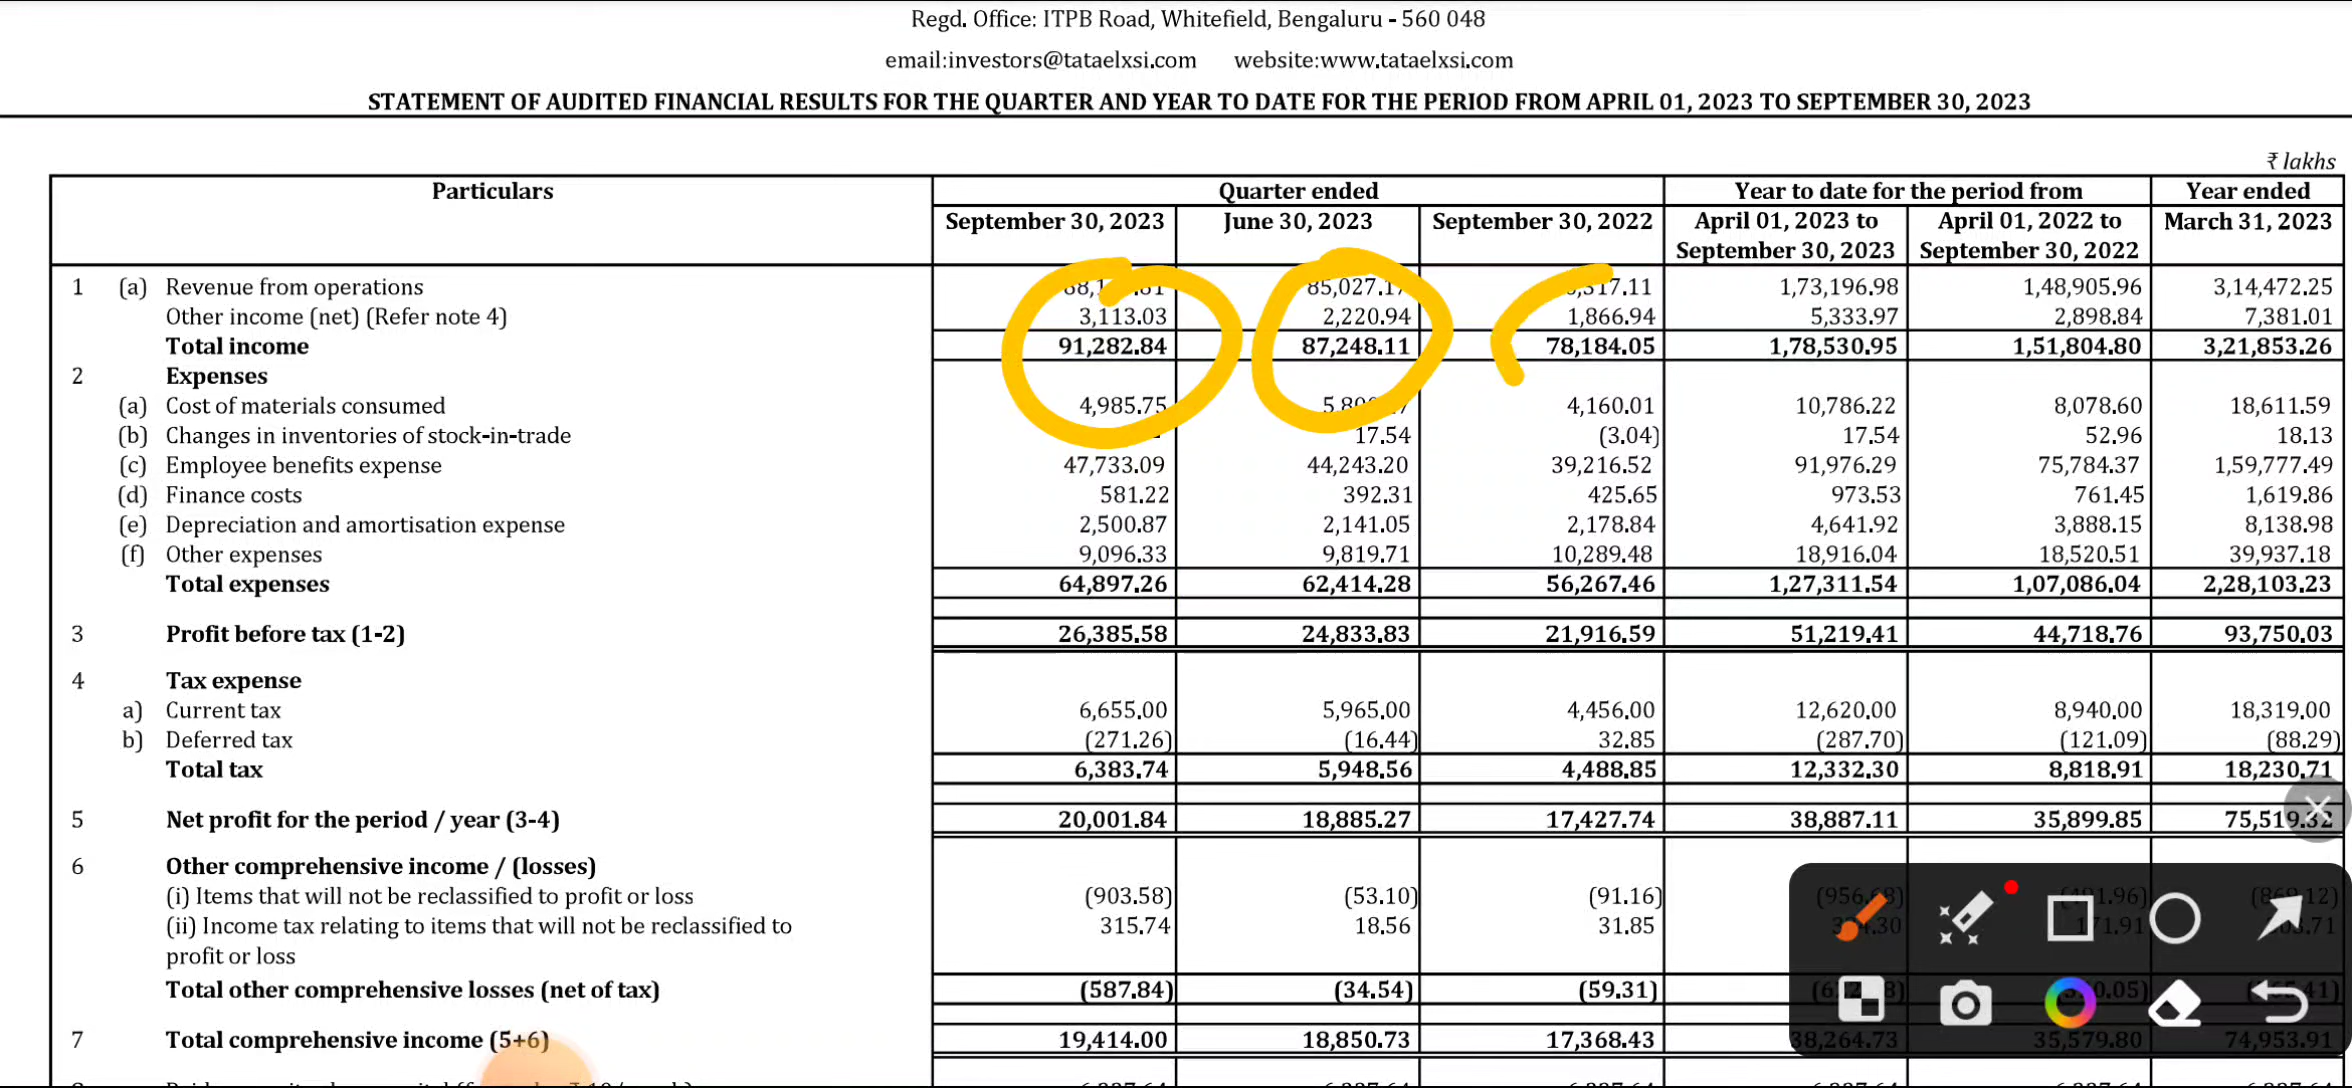 Regd. Office: ITPB Road, Whitefield, Bengaluru - 560 048
email:investors@tataelxsi.com website:www.tataelxsi.com
STATEMENT OF AUDITED FINANCIAL RESULTS FOR THE QUARTER AND YEAR TO DATE FOR THE PERIOD FROM APRIL 01, 2023 TO SEPTEMBER 30, 2023
₹ lakhs
Particulars Quarter ended Year to date for the period from Year ended
September 30, 2023 June 30, 2023 September 30, 2022 April 01, 2023 to April 01, 2022 to March 31, 2023
September 30, 2023 September 30, 2022
1 (a) Revenue from operations 1,73,196.98 1,48,905.96 3,14,472.25
Other income (net) (Refer note 4) 3,113.03 2,220.94 1,866.94 5,333.97 2,898.84 7,381.01
Total income 91,282.84 87,248.11 78,184.05 1,78,530.95 1,51,804.80 3,21,853.26
2 Expenses
(a) Cost of materials consumed 4,985.75 4,160.01 10,786.22 8,078.60 18,611.59
(b) Changes in inventories of stock-in-trade - 17.54 (3.04) 17.54 52.96 18.13
(c) Employee benefits expense 47,733.09 44,243.20 39,216.52 91,976.29 75,784.37 1,59,777.49
(d) Finance costs 581.22 392.31 425.65 973.53 761.45 1,619.86
(e) Depreciation and amortisation expense 2,500.87 2,141.05 2,178.84 4,641.92 3,888.15 8,138.98
(f) Other expenses 9,096.33 9,819.71 10,289.48 18,916.04 18,520.51 39,937.18
Total expenses 64,897.26 62,414.28 56,267.46 1,27,311.54 1,07,086.04 2,28,103.23
3 Profit before tax (1-2) 26,385.58 24,833.83 21,916.59 51,219.41 44,718.76 93,750.03
4 Tax expense
a) Current tax 6,655.00 5,965.00 4,456.00 12,620.00 8,940.00 18,319.00
b) Deferred tax (271.26) (16.44) 32.85 (287.70) (121.09) (88.29)
Total tax 6,383.74 5,948.56 4,488.85 12,332.30 8,818.91 18,230.71
5 Net profit for the period / year (3-4) 20,001.84 18,885.27 17,427.74 38,887.11 35,899.85 75,519.32
6 Other comprehensive income / (losses)
(i) Items that will not be reclassified to profit or loss (903.58) (53.10) (91.16)
(ii) Income tax relating to items that will not be reclassified to 315.74 18.56 31.85
profit or loss
Total other comprehensive losses (net of tax) (587.84) (34.54) (59.31)
7 Total comprehensive income (5+6) 19,414.00 18,850.73 17,368.43 38,264.73 35,579.80 74,953.91